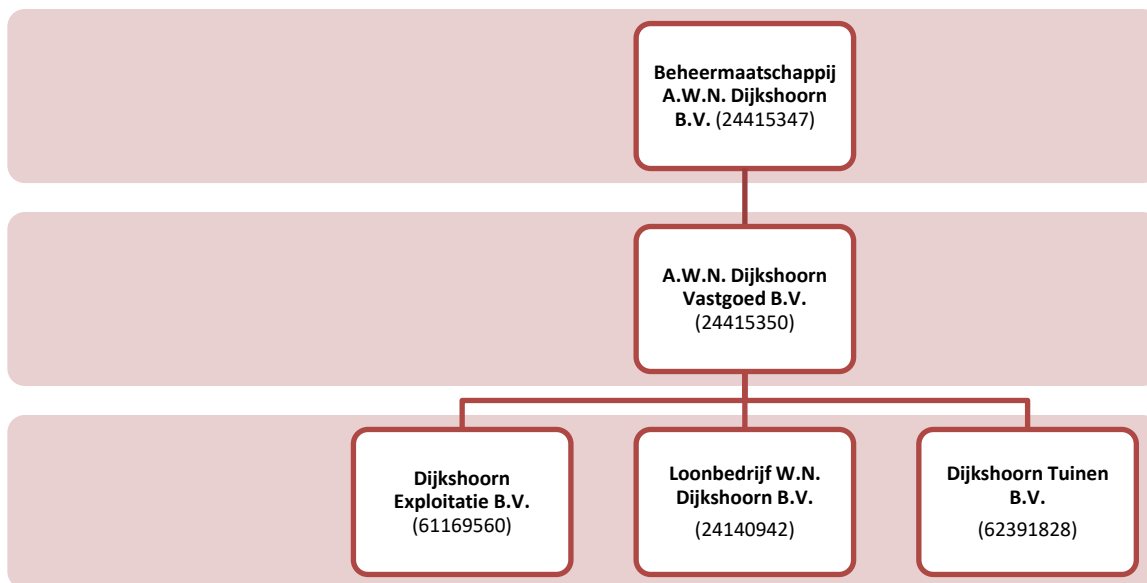 Beheermaatschappij
A.W.N. Dijkshoorn
B.V. (24415347)
A.W.N. Dijkshoorn
Vastgoed B.V.
(24415350)
Dijkshoorn
Exploitatie B.V.
(61169560)
Loonbedrijf W.N.
Dijkshoorn B.V.
(24140942)
Dijkshoorn Tuinen
B.V.
(62391828)